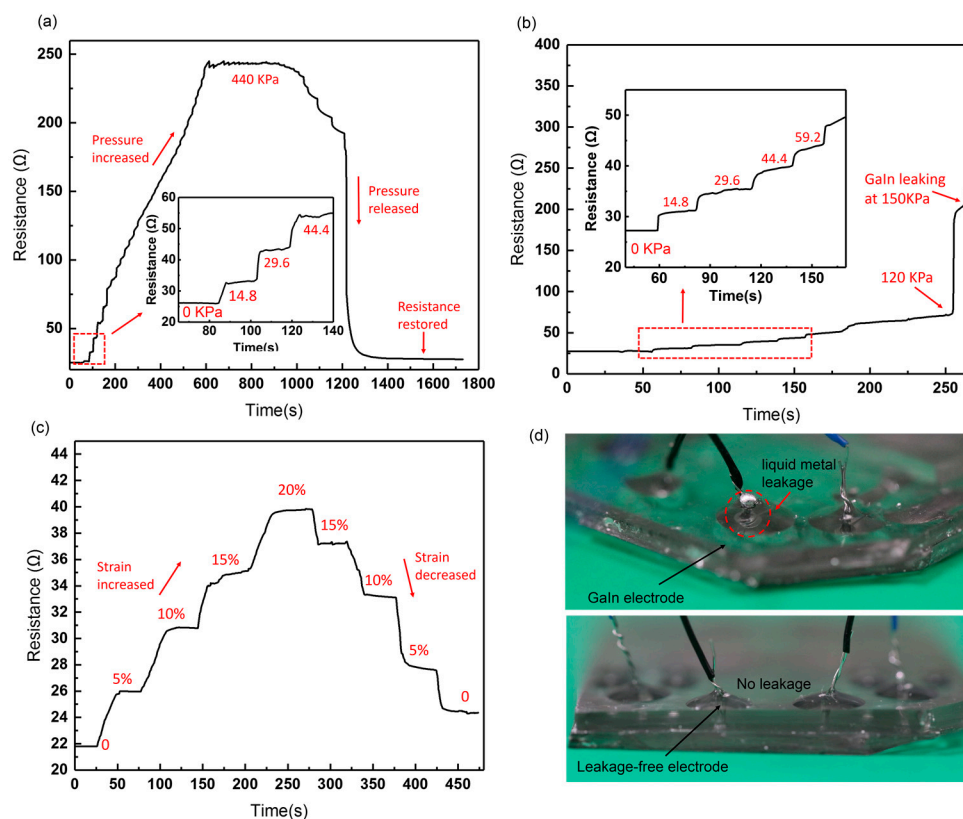 (a)
250
200
150
100
50
Resistance (Ω)
0 200 400 600 800 1000 1200 1400 1600 1800
Time(s)
Pressure
increased
440 KPa
Pressure
released
Resistance
restored
60
50
40
30
20
Resistance (Ω)
80 100 120 140
Time(s)
0 KPa
14.8
29.6
44.4
(b)
400
350
300
250
200
150
100
50
0
Resistance (Ω)
0 50 100 150 200 250
Time(s)
GaIn leaking
at 150KPa
120 KPa
50
40
30
20
Resistance (Ω)
60 90 120 150
Time(s)
0 KPa
14.8
29.6
44.4
59.2
(c)
44
42
40
38
36
34
32
30
28
26
24
22
20
Resistance (Ω)
0 50 100 150 200 250 300 350 400 450
Time(s)
Strain
increased
0
5%
10%
15%
20%
15%
10%
5%
0
Strain
decreased
(d)
liquid metal
leakage
GaIn electrode
No leakage
Leakage-free electrode